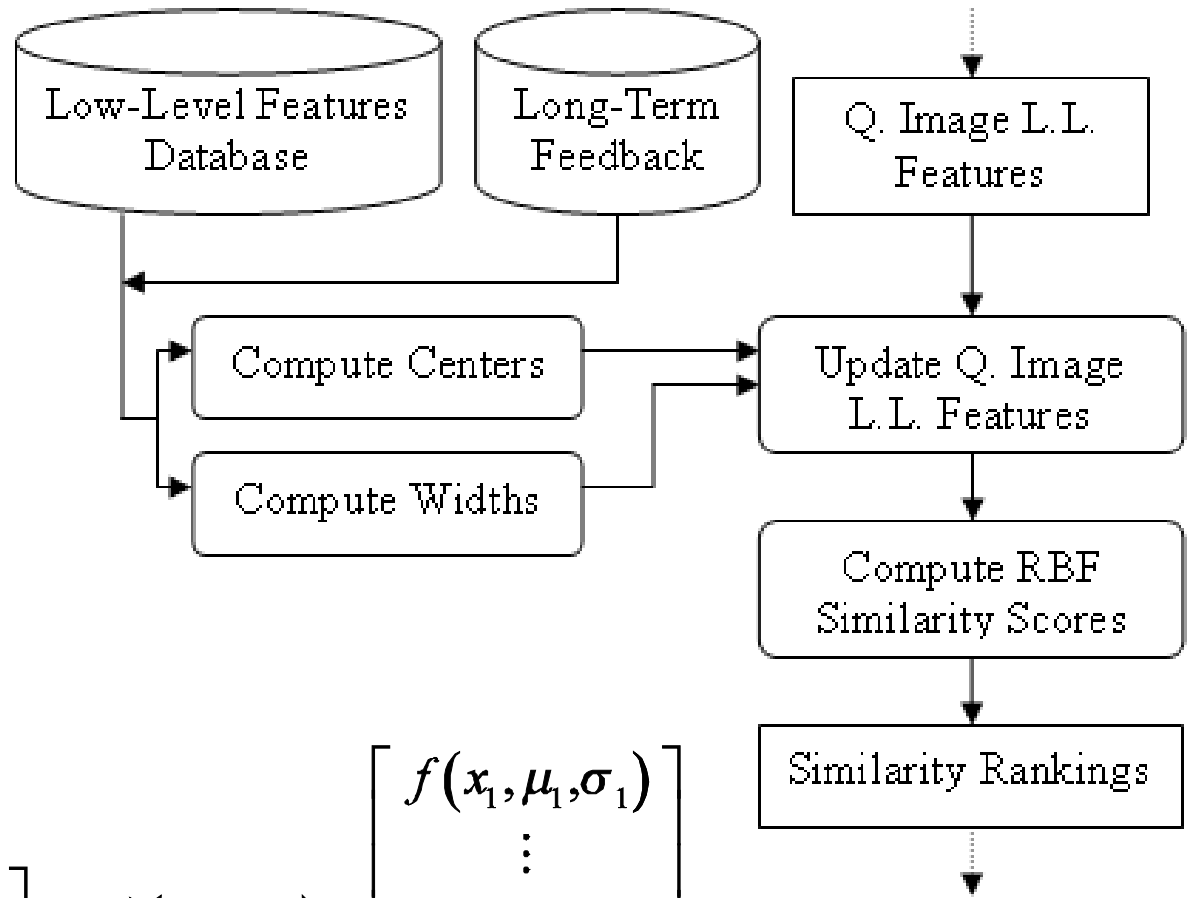 Low-Level Features
Database
Long-Term
Feedback
Q. Image L.L.
Features
Compute Centers
Update Q. Image
L.L. Features
Compute Widths
Compute RBF
Similarity Scores
Similarity Rankings
f(x₁,μ₁,σ₁)
⋮